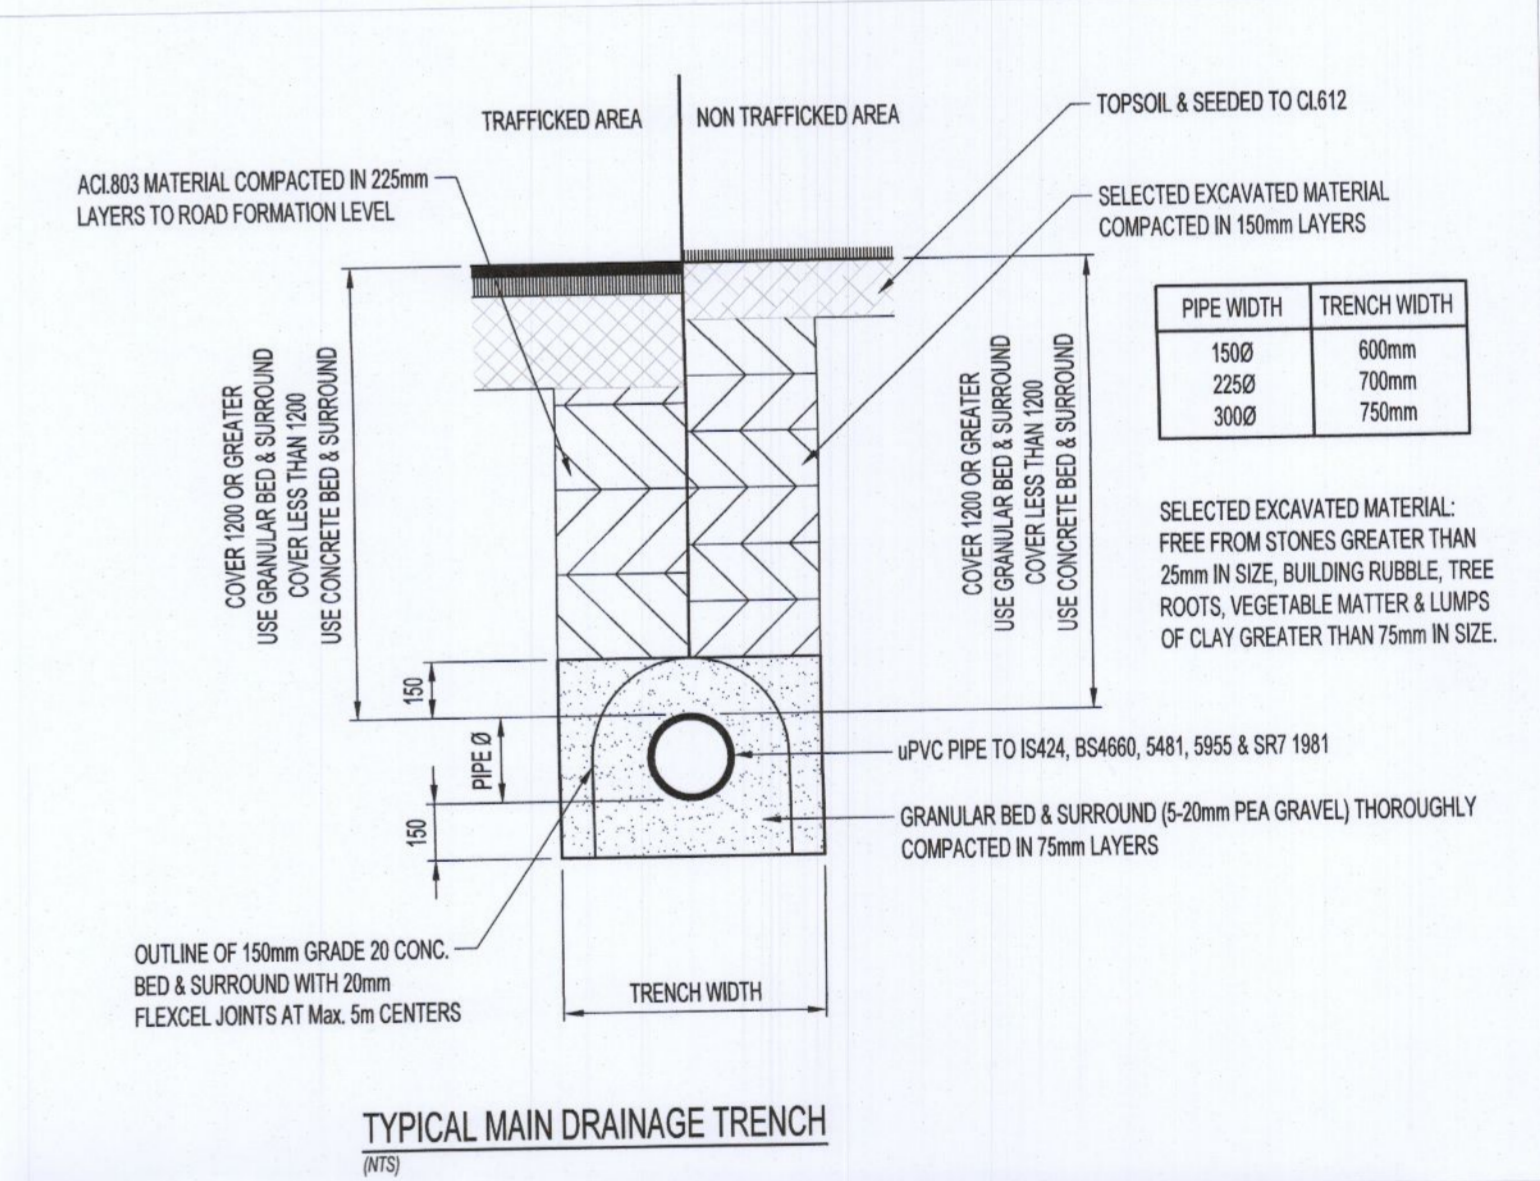 TRAFFICKED AREA
NON TRAFFICKED AREA
TOPSOIL & SEEDED TO Cl.612
ACl.803 MATERIAL COMPACTED IN 225mm
LAYERS TO ROAD FORMATION LEVEL
SELECTED EXCAVATED MATERIAL
COMPACTED IN 150mm LAYERS
PIPE WIDTH TRENCH WIDTH
150Ø 600mm
225Ø 700mm
300Ø 750mm
COVER 1200 OR GREATER
USE GRANULAR BED & SURROUND
COVER LESS THAN 1200
USE CONCRETE BED & SURROUND
COVER 1200 OR GREATER
USE GRANULAR BED & SURROUND
COVER LESS THAN 1200
USE CONCRETE BED & SURROUND
SELECTED EXCAVATED MATERIAL:
FREE FROM STONES GREATER THAN
25mm IN SIZE, BUILDING RUBBLE, TREE
ROOTS, VEGETABLE MATTER & LUMPS
OF CLAY GREATER THAN 75mm IN SIZE.
150
PIPE Ø
150
uPVC PIPE TO IS424, BS4660, 5481, 5955 & SR7 1981
GRANULAR BED & SURROUND (5-20mm PEA GRAVEL) THOROUGHLY
COMPACTED IN 75mm LAYERS
OUTLINE OF 150mm GRADE 20 CONC.
BED & SURROUND WITH 20mm
FLEXCEL JOINTS AT Max. 5m CENTERS
TRENCH WIDTH
TYPICAL MAIN DRAINAGE TRENCH
(NTS)